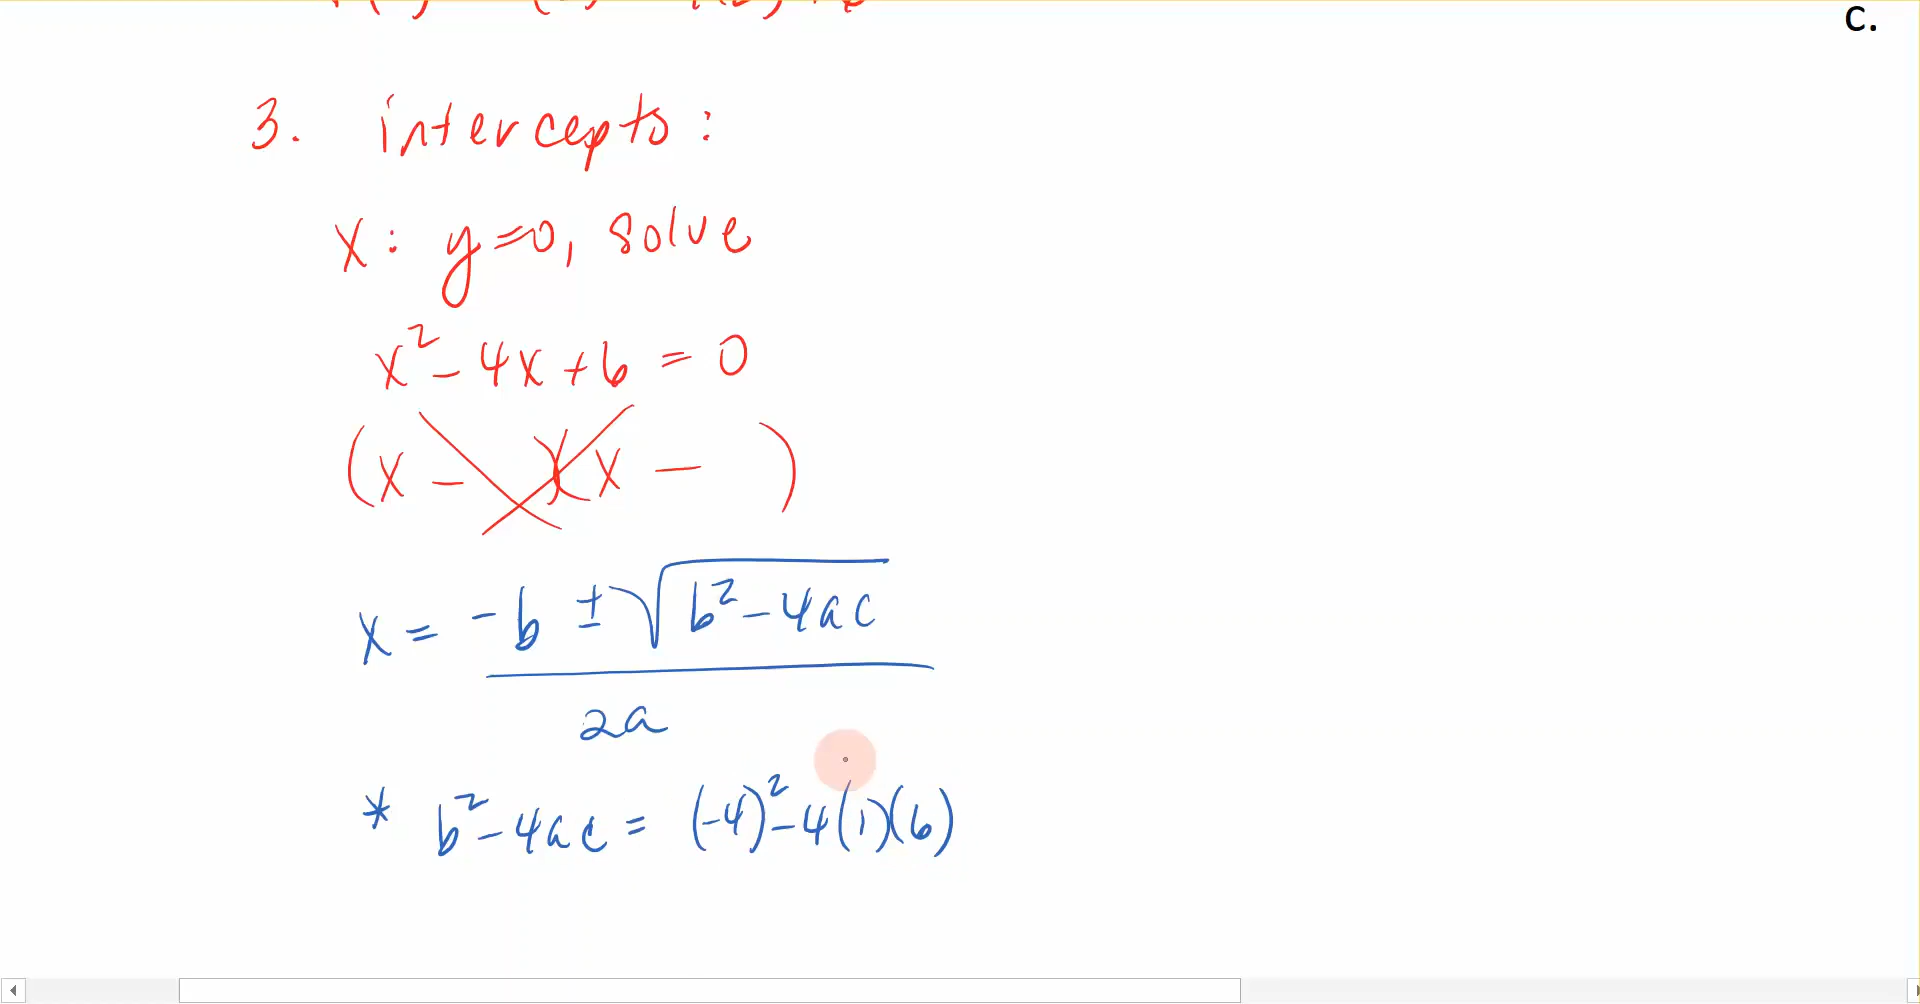 C.
3. intercepts:
x: y=0, solve
x² - 4x + 6 = 0
(x -   )(x -   )
x = -b ± √(b² - 4ac)
2a
* b² - 4ac = (-4)² - 4(1)(6)